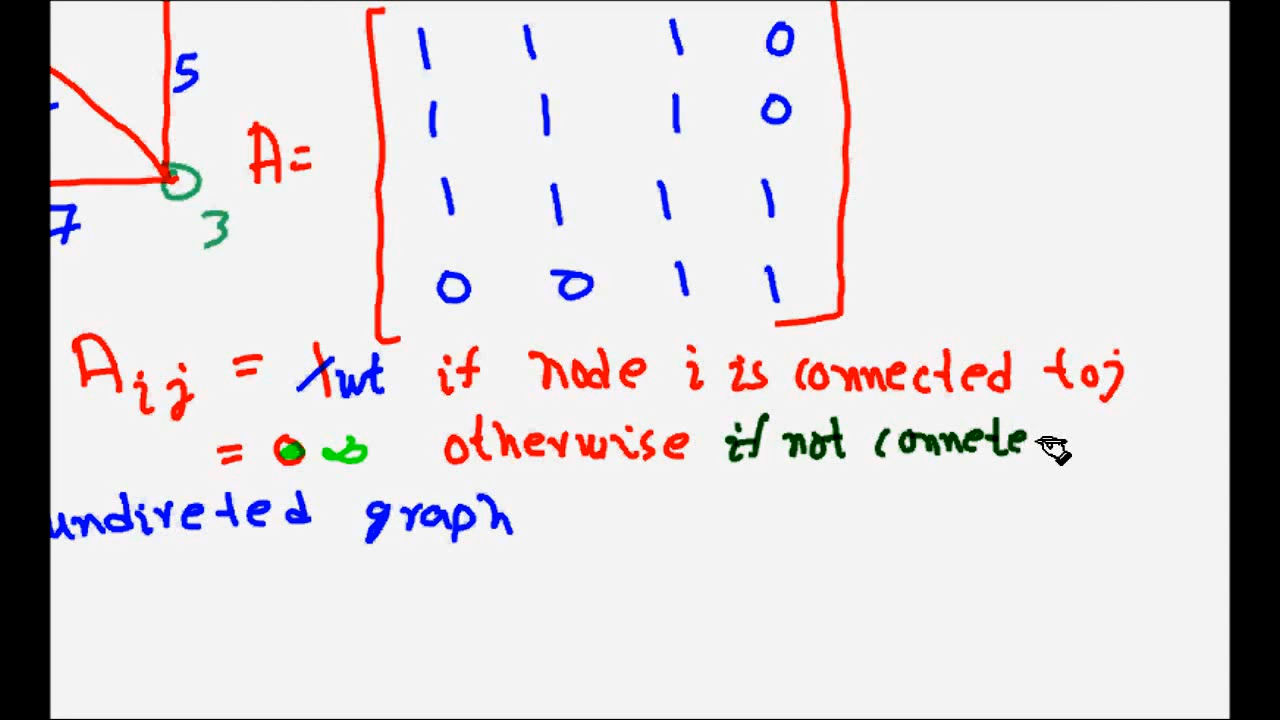 5
7
3
A =
1 1 1 0
1 1 1 0
1 1 1 1
0 0 1 1
Aij = 1 wt if node i is connected to j
= 0 ∞ otherwise if not connete
undireted graph